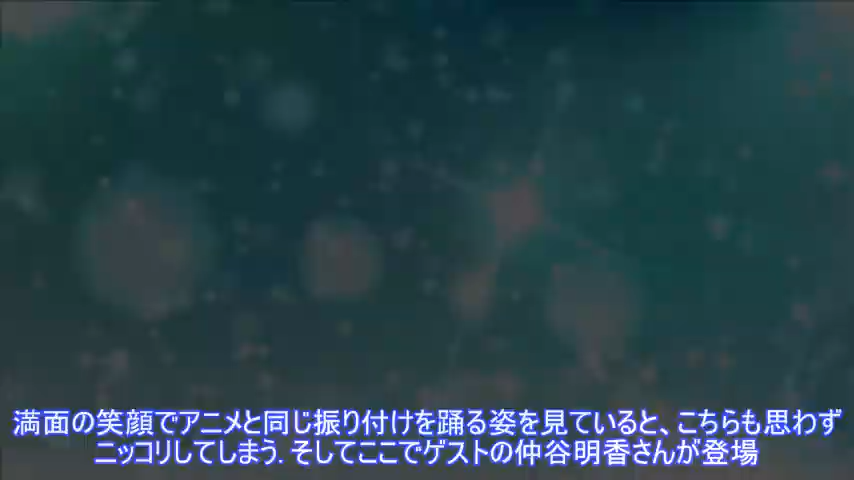 満面の笑顔でアニメと同じ振り付けを踊る姿を見ていると、こちらも思わず
ニッコリしてしまう. そしてここでゲストの仲谷明香さんが登場